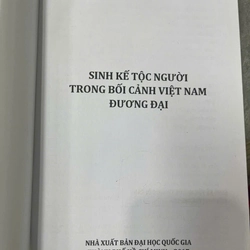 SINH KẾ TỘC NGƯỜI
TRONG BỐI CẢNH VIỆT NAM
ĐƯƠNG ĐẠI
NHÀ XUẤT BẢN ĐẠI HỌC QUỐC GIA